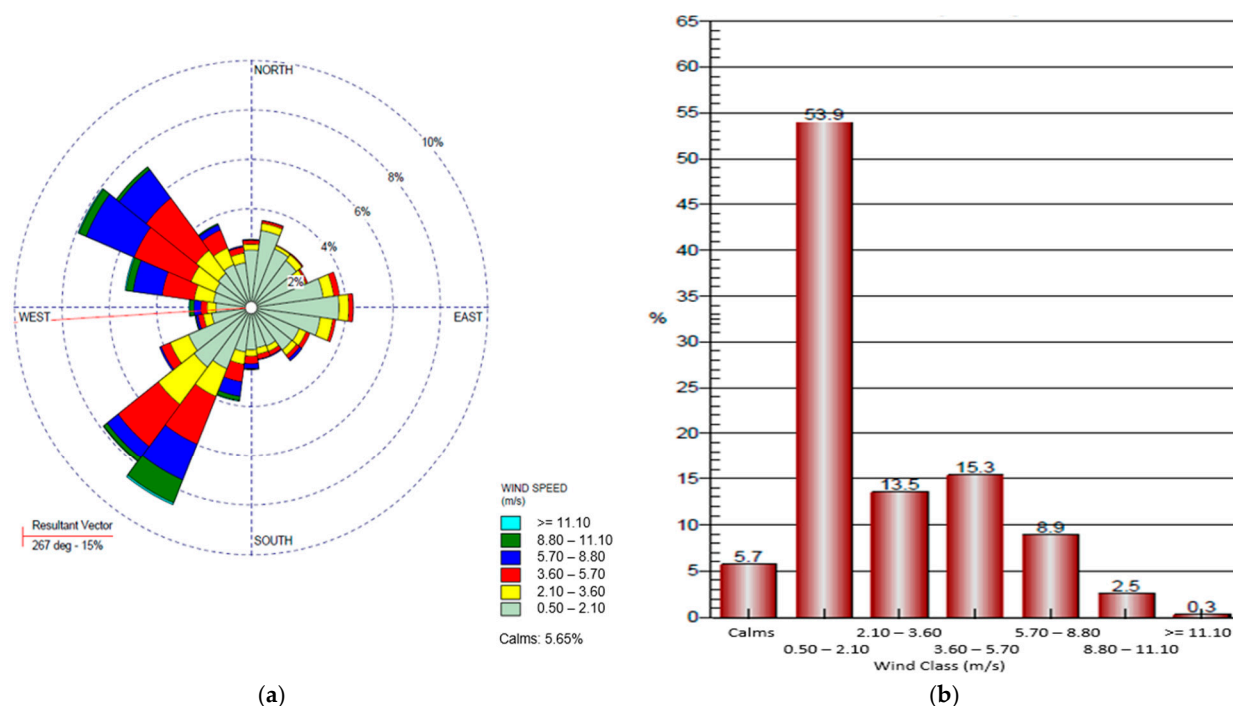 NORTH
10%
8%
6%
4%
2%
WEST
EAST
SOUTH
Resultant Vector
267 deg - 15%
WIND SPEED
(m/s)
>= 11.10
8.80 – 11.10
5.70 – 8.80
3.60 – 5.70
2.10 – 3.60
0.50 – 2.10
Calms: 5.65%
(a)
65
60
55
50
45
40
35
%
30
25
20
15
10
5
0
5.7
53.9
13.5
15.3
8.9
2.5
0.3
Calms
0.50 – 2.10
2.10 – 3.60
3.60 – 5.70
5.70 – 8.80
8.80 – 11.10
>= 11.10
Wind Class (m/s)
(b)